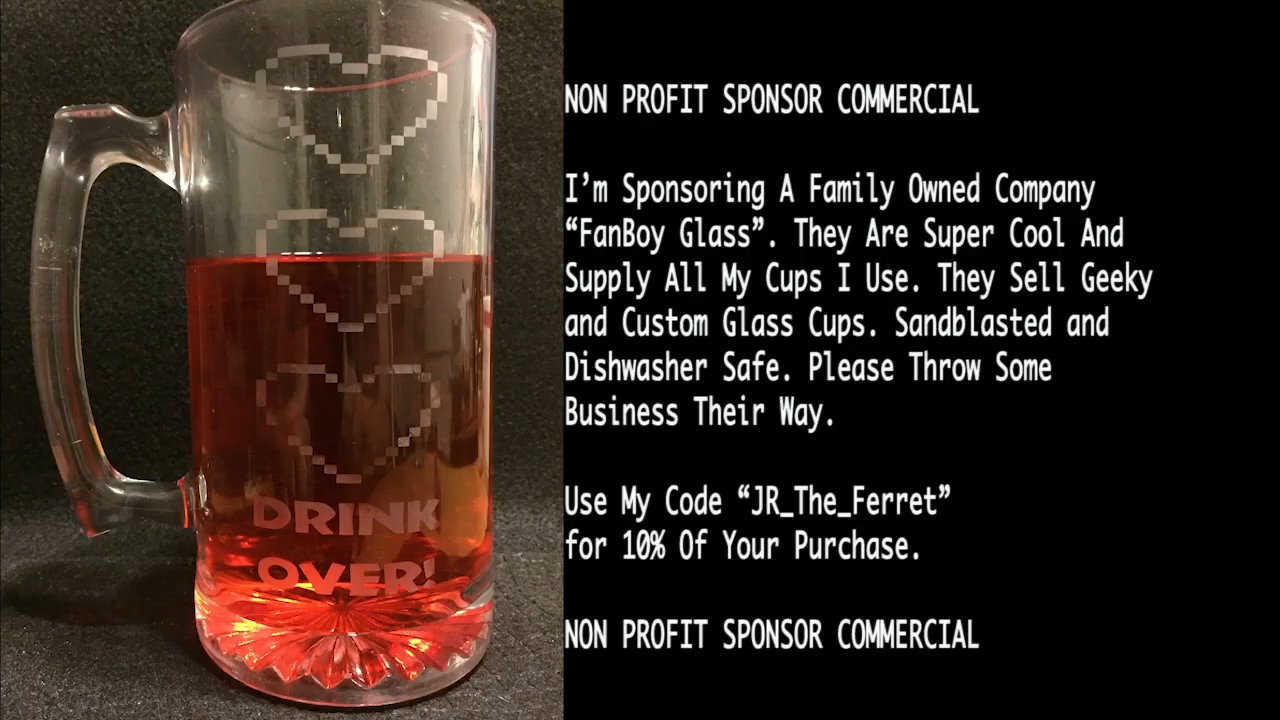 NON PROFIT SPONSOR COMMERCIAL
I’m Sponsoring A Family Owned Company
“FanBoy Glass”. They Are Super Cool And
Supply All My Cups I Use. They Sell Geeky
and Custom Glass Cups. Sandblasted and
Dishwasher Safe. Please Throw Some
Business Their Way.
Use My Code “JR_The_Ferret”
for 10% Of Your Purchase.
NON PROFIT SPONSOR COMMERCIAL
DRINK
OVER!